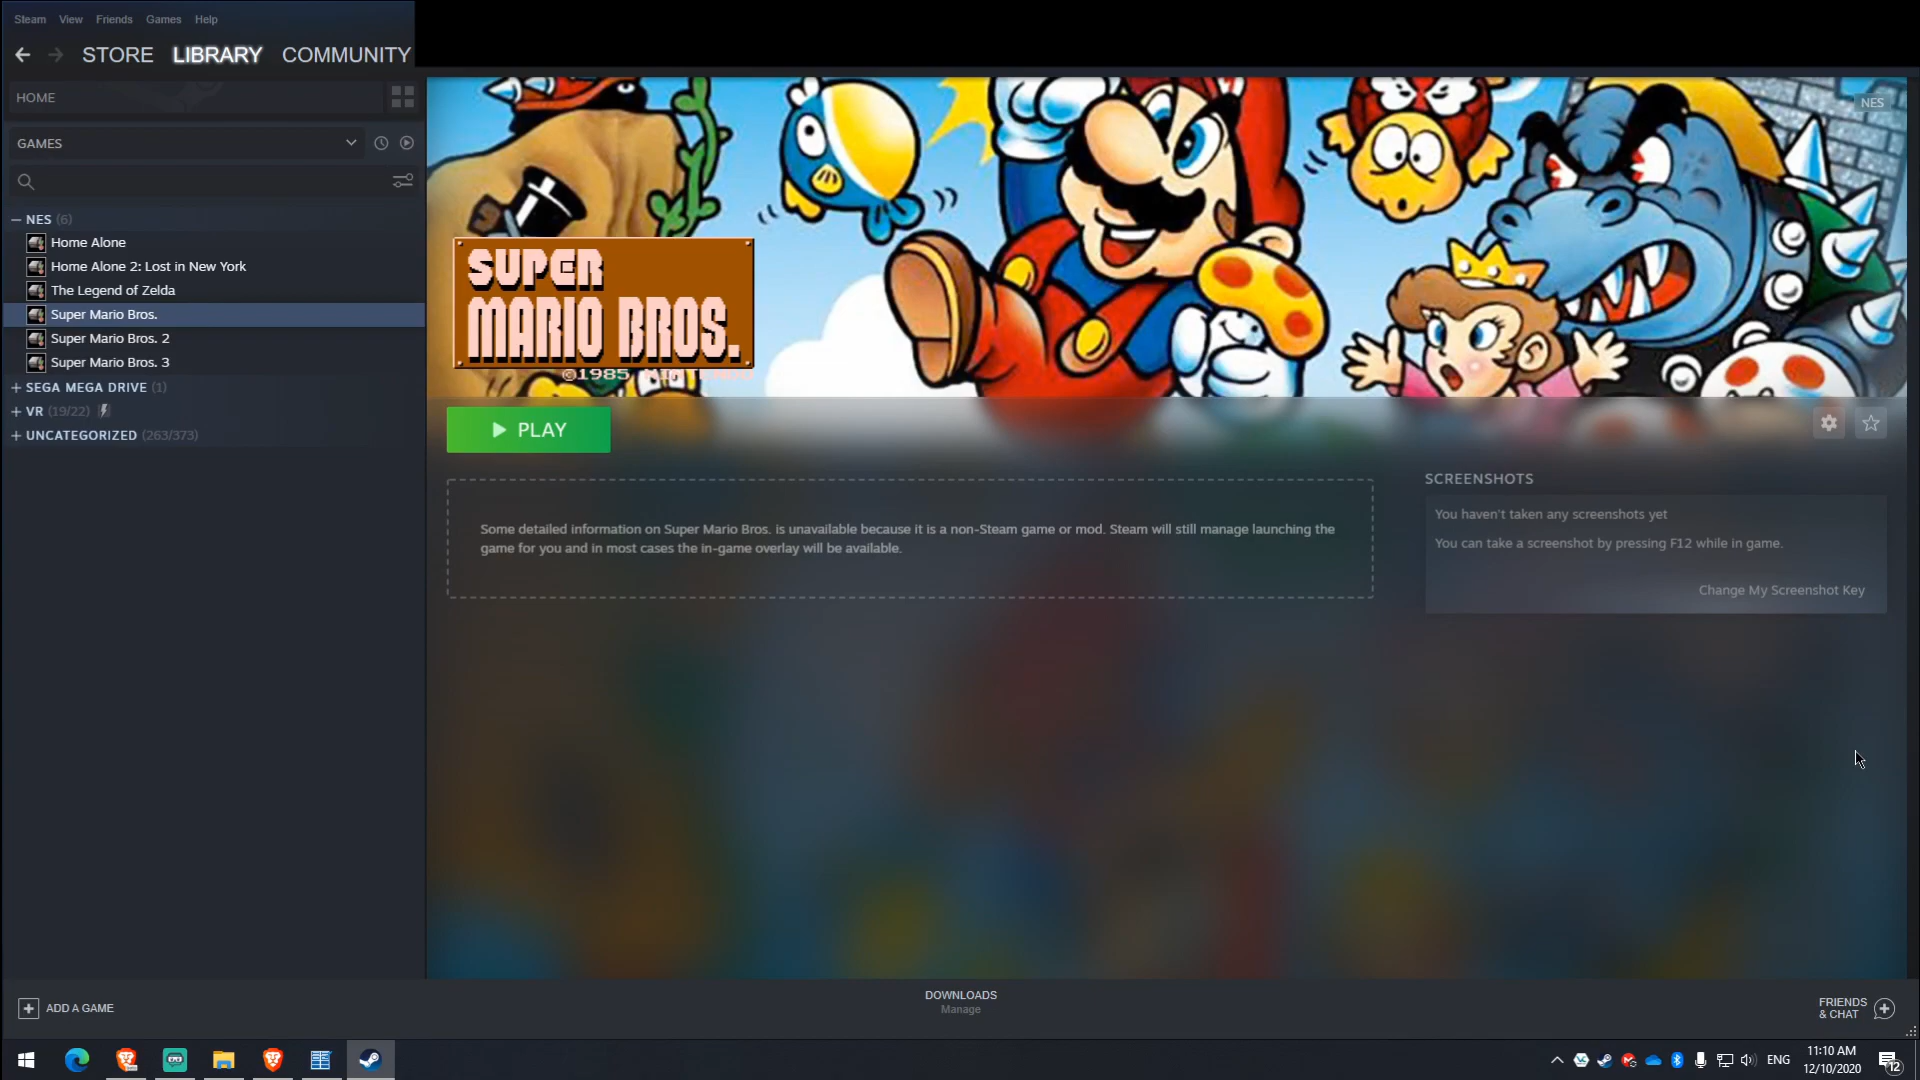 Steam View Friends Games Help
STORE LIBRARY COMMUNITY
HOME
GAMES
NES (6)
Home Alone
Home Alone 2: Lost in New York
The Legend of Zelda
Super Mario Bros.
Super Mario Bros. 2
Super Mario Bros. 3
SEGA MEGA DRIVE (1)
VR (19/22)
UNCATEGORIZED (263/373)
NES
SUPER
MARIO BROS.
©1985 NINTENDO
PLAY
Some detailed information on Super Mario Bros. is unavailable because it is a non-Steam game or mod. Steam will still manage launching the
game for you and in most cases the in-game overlay will be available.
SCREENSHOTS
You haven't taken any screenshots yet
You can take a screenshot by pressing F12 while in game.
Change My Screenshot Key
ADD A GAME
DOWNLOADS
Manage
FRIENDS
& CHAT
ENG
11:10 AM
12/10/2020
12